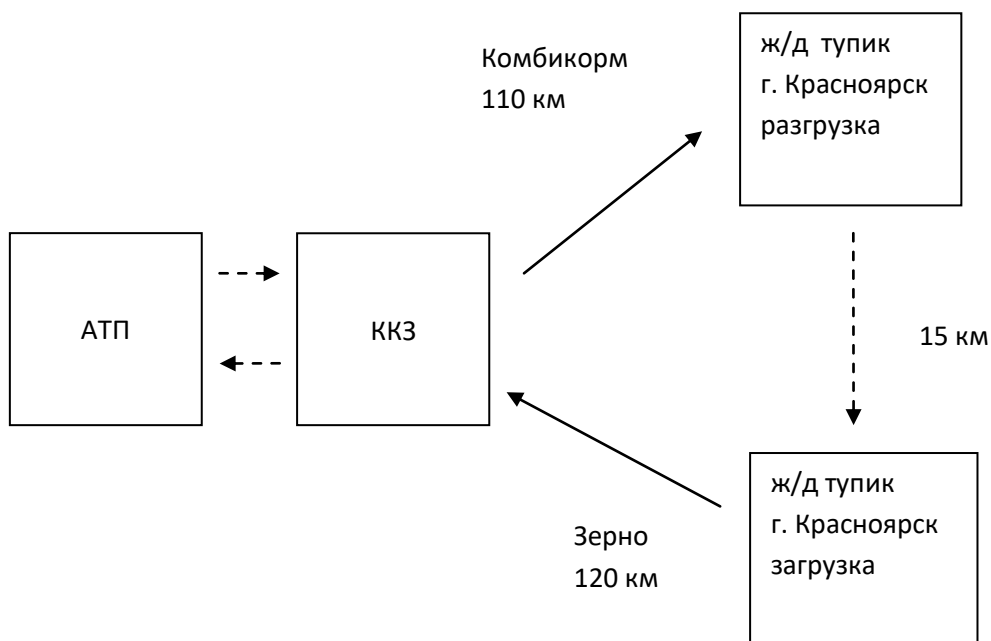 Комбикорм
110 км
ж/д тупик
г. Красноярск
разгрузка
АТП
ККЗ
15 км
Зерно
120 км
ж/д тупик
г. Красноярск
загрузка